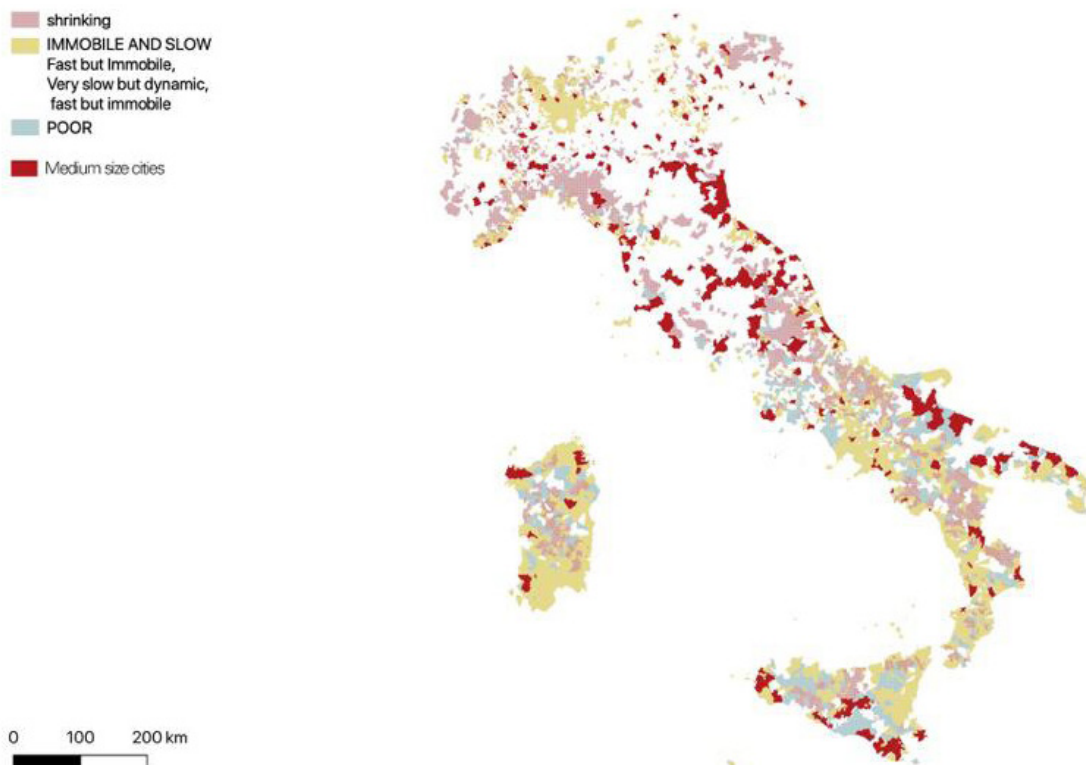 shrinking
IMMOBILE AND SLOW
Fast but Immobile,
Very slow but dynamic,
fast but immobile
POOR
Medium size cities
0 100 200 km